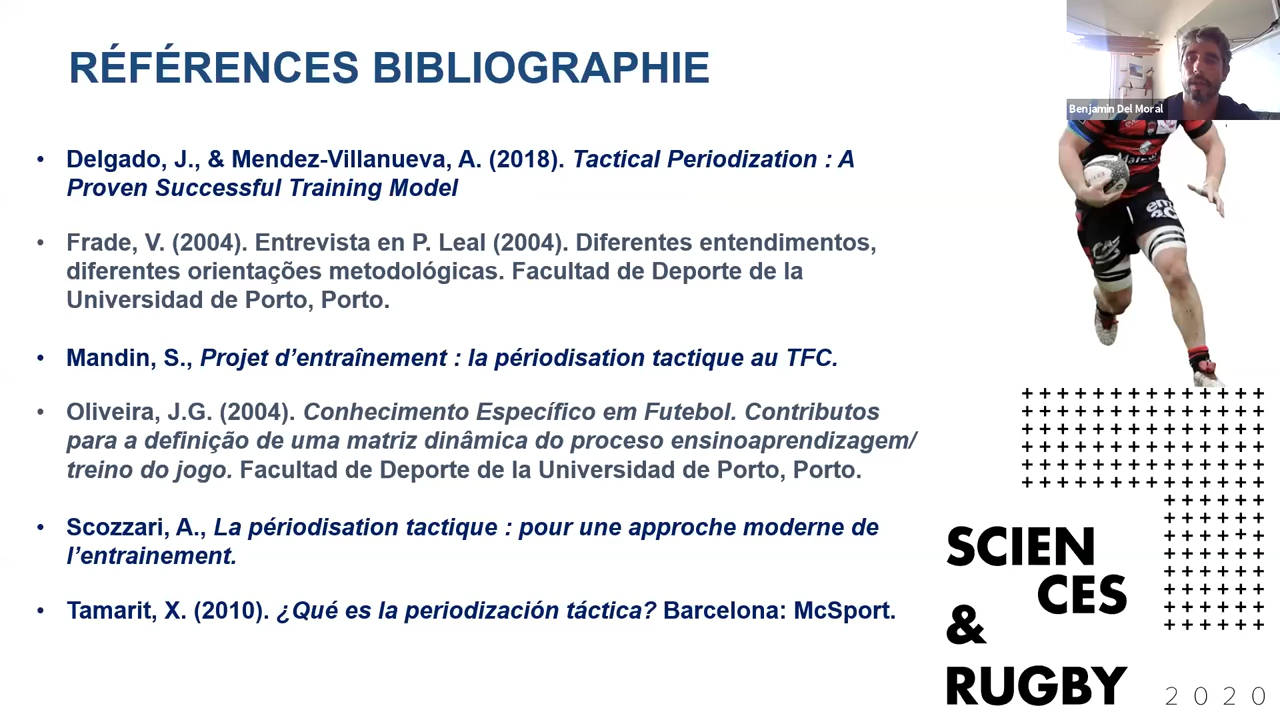 RÉFÉRENCES BIBLIOGRAPHIE
Benjamin Del Moral
• Delgado, J., & Mendez-Villanueva, A. (2018). Tactical Periodization : A
Proven Successful Training Model
• Frade, V. (2004). Entrevista en P. Leal (2004). Diferentes entendimentos,
diferentes orientações metodológicas. Facultad de Deporte de la
Universidad de Porto, Porto.
• Mandin, S., Projet d’entraînement : la périodisation tactique au TFC.
• Oliveira, J.G. (2004). Conhecimento Específico em Futebol. Contributos
para a definição de uma matriz dinâmica do proceso ensinoaprendizagem/
treino do jogo. Facultad de Deporte de la Universidad de Porto, Porto.
• Scozzari, A., La périodisation tactique : pour une approche moderne de
l’entrainement.
• Tamarit, X. (2010). ¿Qué es la periodización táctica? Barcelona: McSport.
SCIEN
CES
&
RUGBY
2020